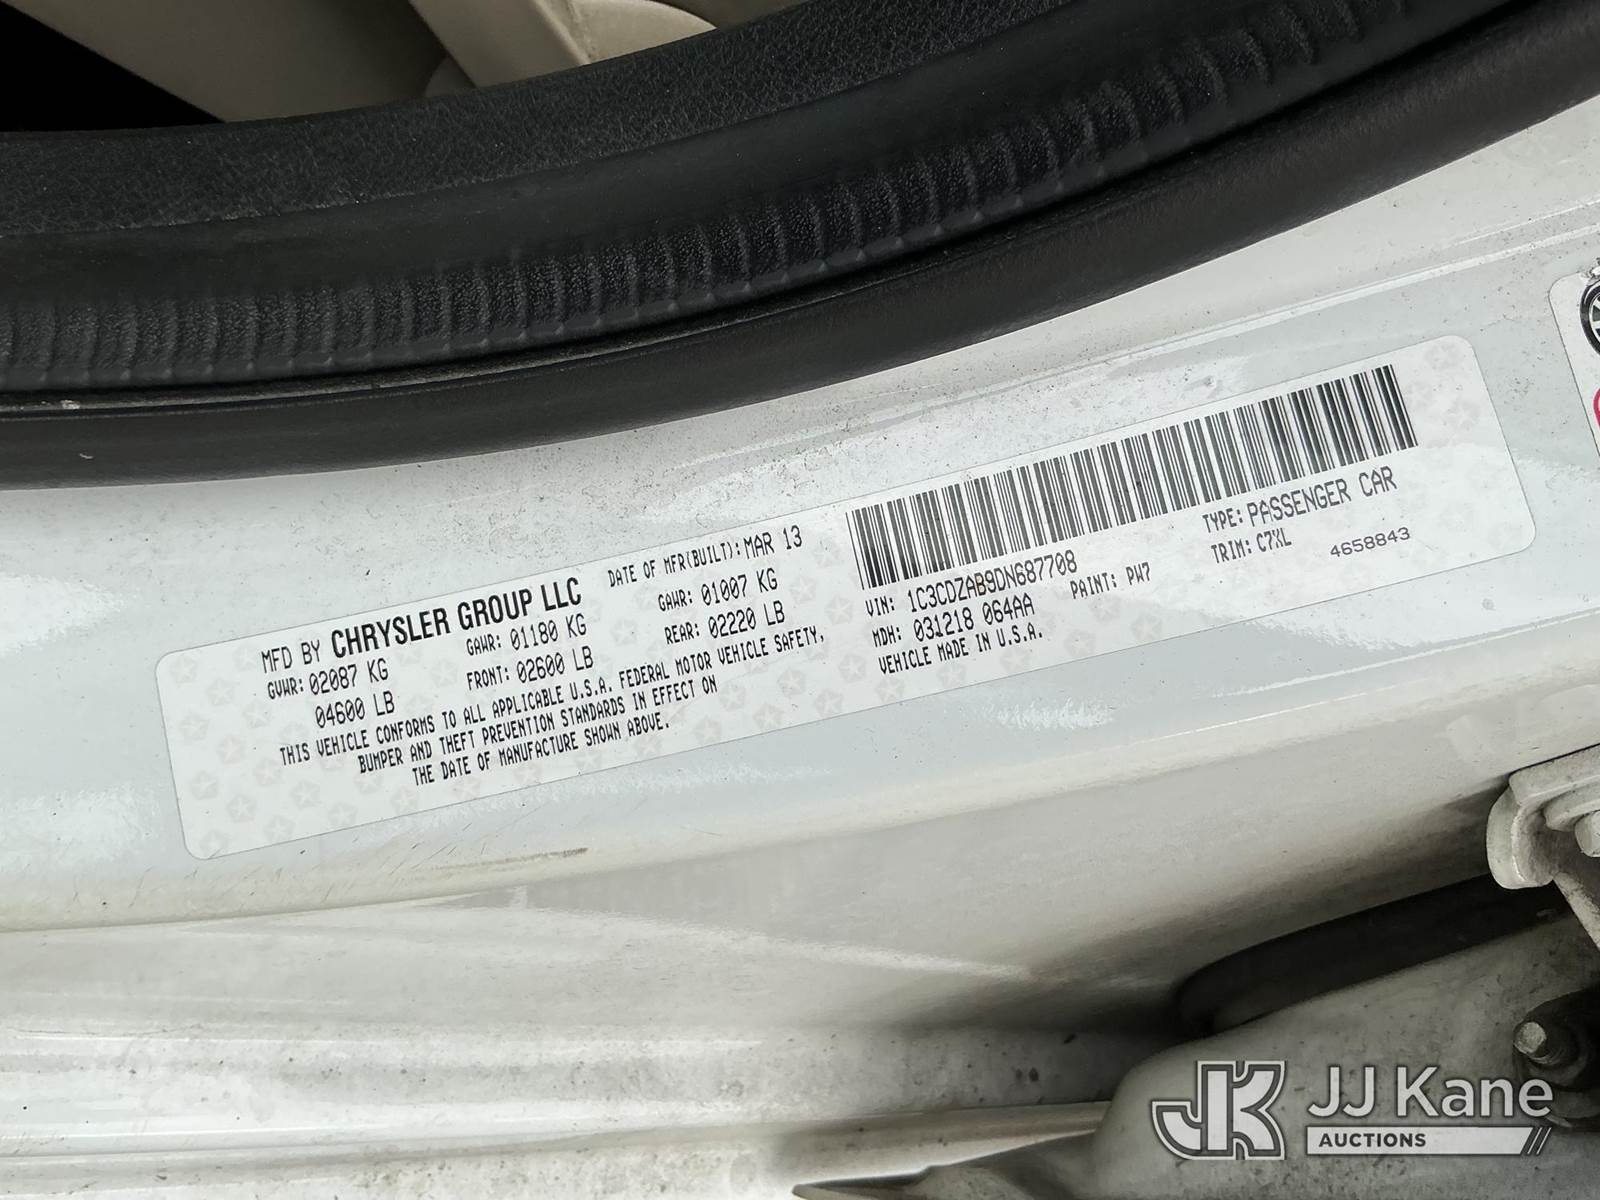 MFD BY CHRYSLER GROUP LLC
DATE OF MFR(BUILT): MAR 13
GVWR: 02087 KG
04600 LB
GAWR: 01180 KG
FRONT: 02600 LB
GAWR: 01007 KG
REAR: 02220 LB
THIS VEHICLE CONFORMS TO ALL APPLICABLE U.S.A. FEDERAL MOTOR VEHICLE SAFETY,
BUMPER AND THEFT PREVENTION STANDARDS IN EFFECT ON
THE DATE OF MANUFACTURE SHOWN ABOVE.
VIN: 1C3CDZAB9DN687708
TYPE: PASSENGER CAR
MDH: 031218 064AA
PAINT: PW7
TRIM: C7XL
VEHICLE MADE IN U.S.A.
4658843
JK JJ Kane
AUCTIONS